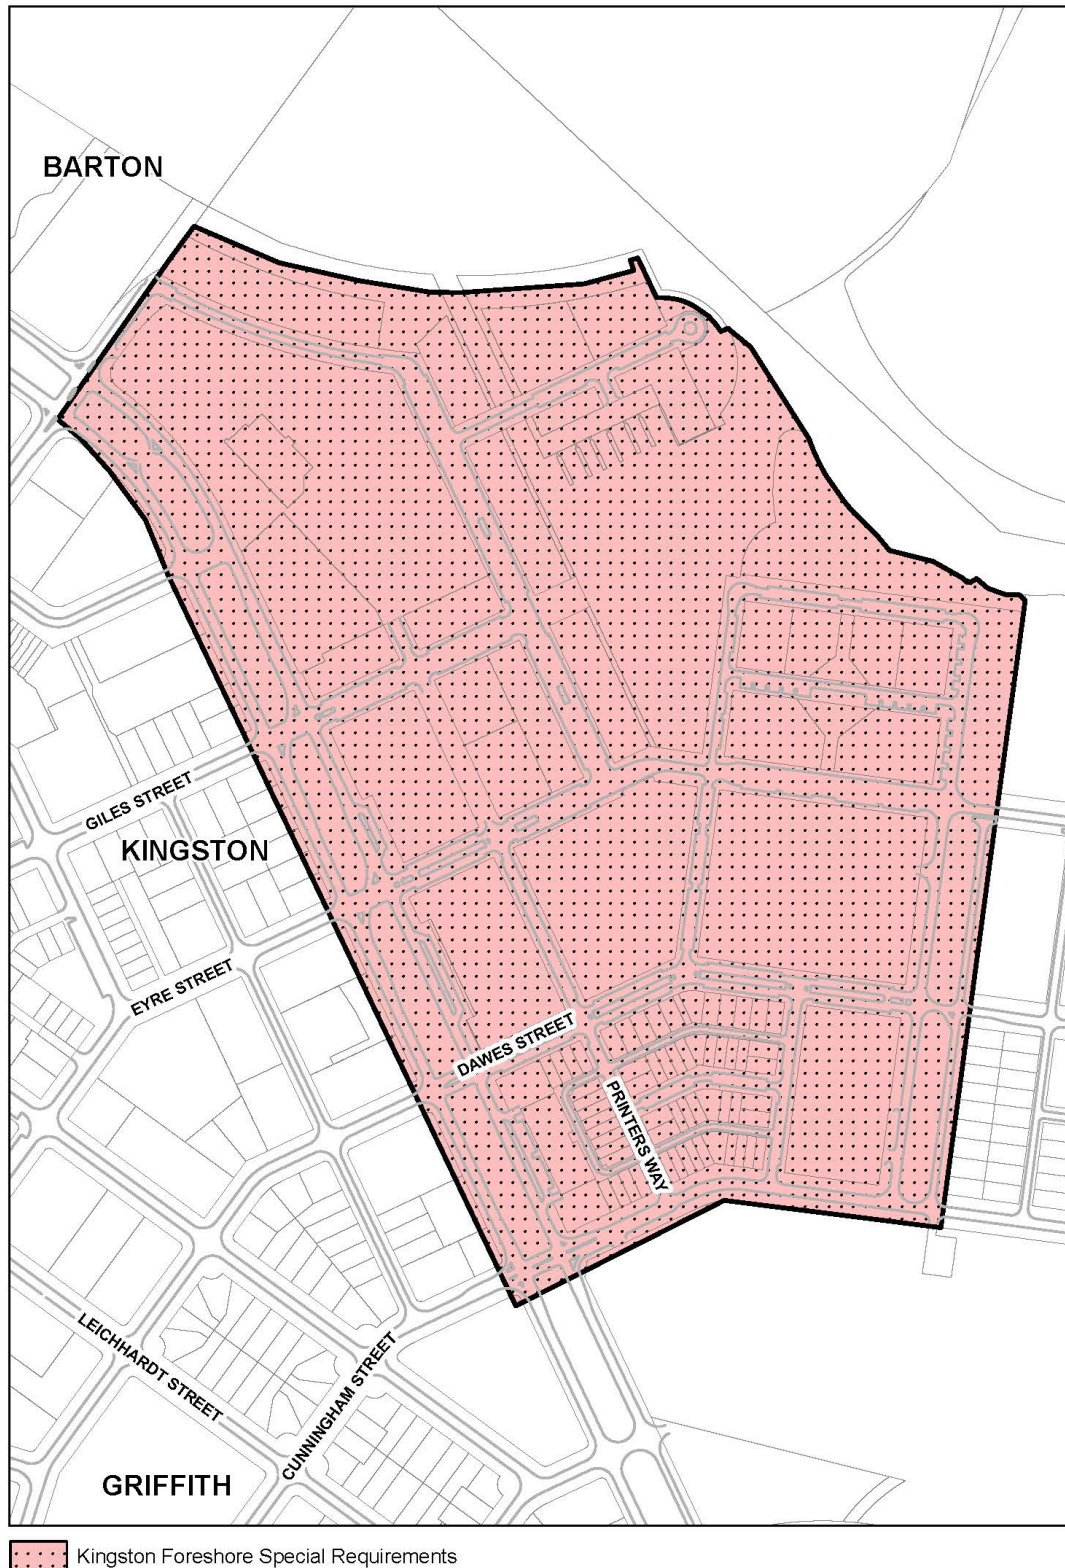 BARTON
GILES STREET
KINGSTON
EYRE STREET
DAWES STREET
PRINTERS WAY
LEICHHARDT STREET
CUNNINGHAM STREET
GRIFFITH
Kingston Foreshore Special Requirements